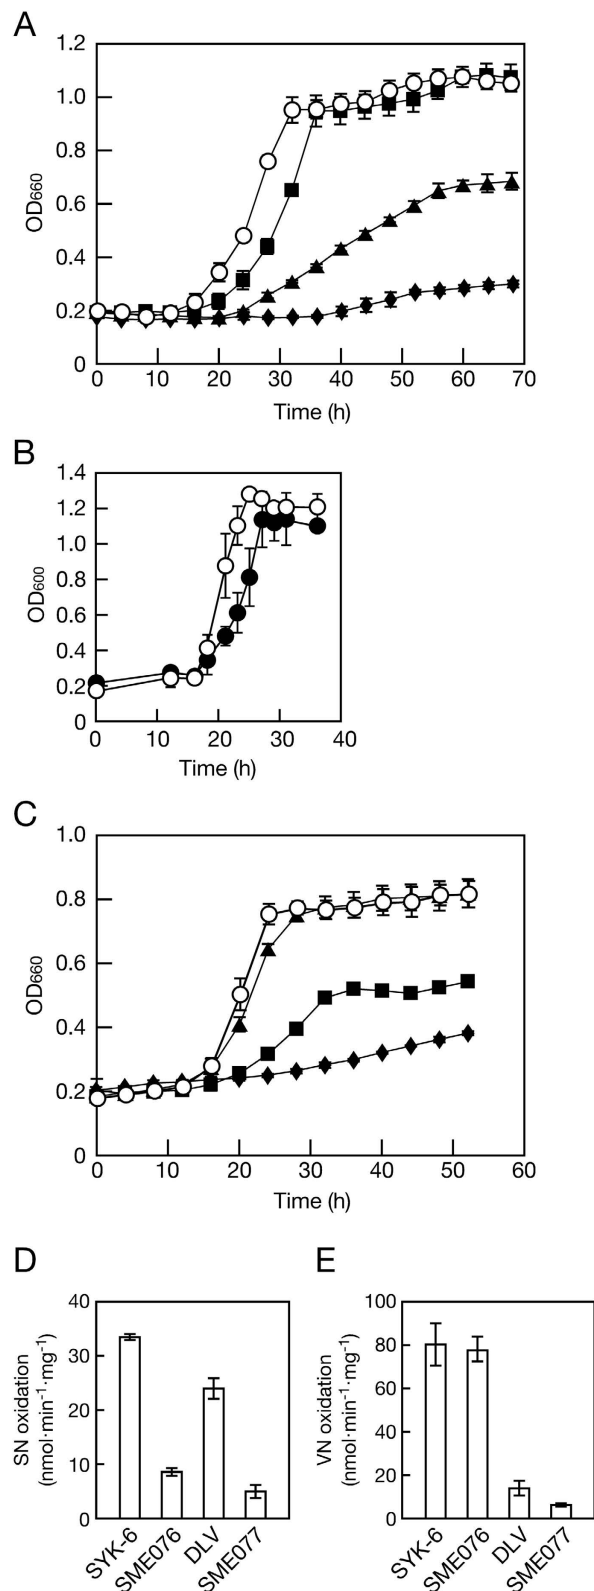 A
1.2
1.0
0.8
0.6
0.4
0.2
0
OD660
0 10 20 30 40 50 60 70
Time (h)
B
1.4
1.2
1.0
0.8
0.6
0.4
0.2
0
OD600
0 10 20 30 40
Time (h)
C
1.0
0.8
0.6
0.4
0.2
0
OD660
0 10 20 30 40 50 60
Time (h)
D
40
30
20
10
0
SN oxidation
(nmol·min-1·mg-1)
SYK-6 SME076 DLV SME077
E
100
80
60
40
20
0
VN oxidation
(nmol·min-1·mg-1)
SYK-6 SME076 DLV SME077